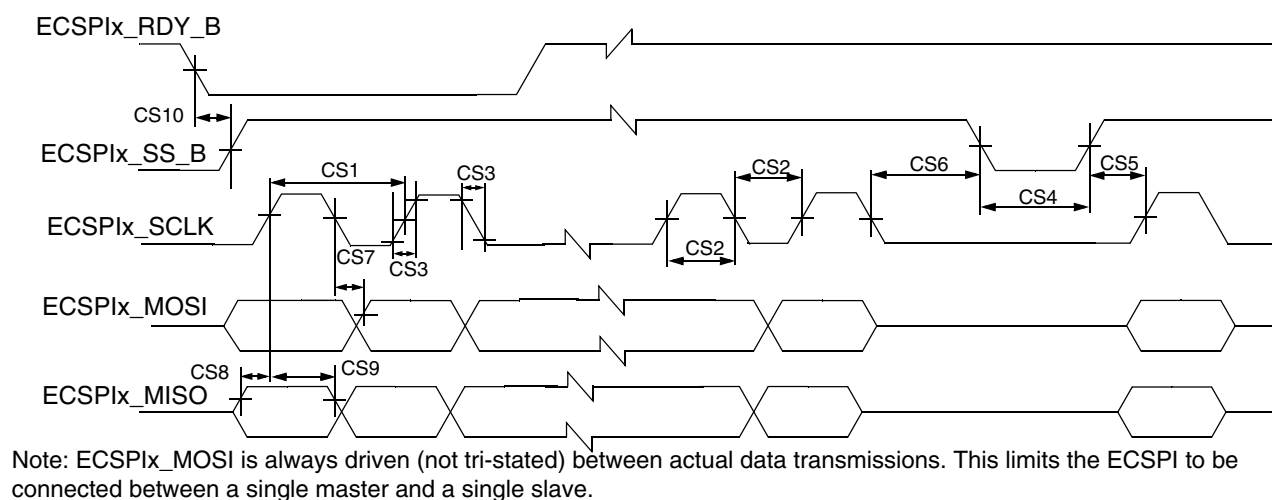 ECSPIx_RDY_B
CS10
ECSPIx_SS_B
CS1
CS3
CS2
CS6
CS5
CS4
ECSPIx_SCLK
CS7
CS3
CS2
ECSPIx_MOSI
CS8
CS9
ECSPIx_MISO
Note: ECSPIx_MOSI is always driven (not tri-stated) between actual data transmissions. This limits the ECSPI to be
connected between a single master and a single slave.